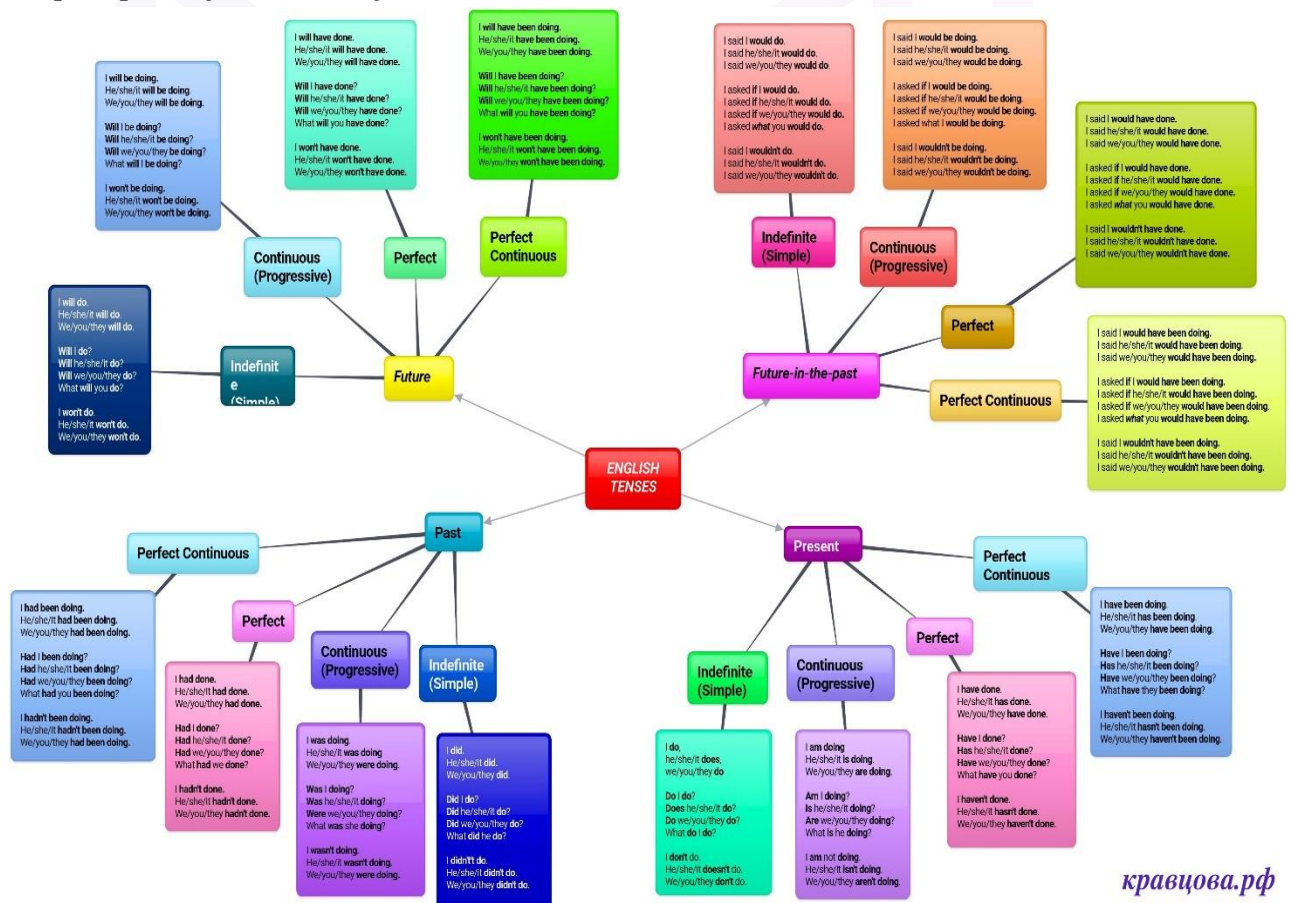 I will be doing.
He/she/it will be doing.
We/you/they will be doing.
Will I be doing?
Will he/she/it be doing?
Will we/you/they be doing?
What will I be doing?
I won't be doing.
He/she/it won't be doing.
We/you/they won't be doing.
Continuous
(Progressive)
I will have done.
He/she/it will have done.
We/you/they will have done.
Will I have done?
Will he/she/it have done?
Will we/you/they have done?
What will you have done?
I won't have done.
He/she/it won't have done.
We/you/they won't have done.
Perfect
I will have been doing.
He/she/it have been doing.
We/you/they have been doing.
Will I have been doing?
Will he/she/it have been doing?
Will we/you/they have been doing?
What will you have been doing?
I won't have been doing.
He/she/it won't have been doing.
We/you/they won't have been doing.
Perfect
Continuous
I will do.
He/she/it will do.
We/you/they will do.
Will I do?
Will he/she/it do?
Will we/you/they do?
What will you do?
I won't do.
He/she/it won't do.
We/you/they won't do.
Indefinit
e
(Simple)
Future
I said I would do.
I said he/she/it would do.
I said we/you/they would do.
I asked if I would do.
I asked if he/she/it would do.
I asked if we/you/they would do.
I asked what you would do.
I said I wouldn't do.
I said he/she/it wouldn't do.
I said we/you/they wouldn't do.
Indefinite
(Simple)
I said I would be doing.
I said he/she/it would be doing.
I said we/you/they would be doing.
I asked if I would be doing.
I asked if he/she/it would be doing.
I asked if we/you/they would be doing.
I asked what I would be doing.
I said I wouldn't be doing.
I said he/she/it wouldn't be doing.
I said we/you/they wouldn't be doing.
Continuous
(Progressive)
I said I would have done.
I said he/she/it would have done.
I said we/you/they would have done.
I asked if I would have done.
I asked if he/she/it would have done.
I asked if we/you/they would have done.
I asked what you would have done.
I said I wouldn't have done.
I said he/she/it wouldn't have done.
I said we/you/they wouldn't have done.
Perfect
Future-in-the-past
Perfect Continuous
I said I would have been doing.
I said he/she/it would have been doing.
I said we/you/they would have been doing.
I asked if I would have been doing.
I asked if he/she/it would have been doing.
I asked if we/you/they would have been doing.
I asked what you would have been doing.
I said I wouldn't have been doing.
I said he/she/it wouldn't have been doing.
I said we/you/they wouldn't have been doing.
ENGLISH
TENSES
Past
Perfect Continuous
I had been doing.
He/she/it had been doing.
We/you/they had been doing.
Had I been doing?
Had he/she/it been doing?
Had we/you/they been doing?
What had you been doing?
I hadn't been doing.
He/she/it hadn't been doing.
We/you/they had been doing.
Perfect
I had done.
He/she/it had done.
We/you/they had done.
Had I done?
Had he/she/it done?
Had we/you/they done?
What had we done?
I hadn't done.
He/she/it hadn't done.
We/you/they hadn't done.
Continuous
(Progressive)
I was doing.
He/she/it was doing
We/you/they were doing.
Was I doing?
Was he/she/it doing?
Were we/you/they doing?
What was she doing?
I wasn't doing.
He/she/it wasn't doing.
We/you/they were doing.
Indefinite
(Simple)
I did.
He/she/it did.
We/you/they did.
Did I do?
Did he/she/it do?
Did we/you/they do?
What did he do?
I didn'tt do.
He/she/it didn't do.
We/you/they didn't do.
Present
Indefinite
(Simple)
I do,
he/she/it does,
we/you/they do
Do I do?
Does he/she/it do?
Do we/you/they do?
What do I do?
I don't do.
He/she/it doesn't do.
We/you/they don't do.
Continuous
(Progressive)
I am doing
He/she/it is doing.
We/you/they are doing.
Am I doing?
Is he/she/it doing?
Are we/you/they doing?
What is he doing?
I am not doing.
He/she/it isn't doing.
We/you/they aren't doing.
Perfect
I have done.
He/she/it has done.
We/you/they have done.
Have I done?
Has he/she/it done?
Have we/you/they done?
What have you done?
I haven't done.
He/she/it hasn't done.
We/you/they haven't done.
Perfect
Continuous
I have been doing.
He/she/it has been doing.
We/you/they have been doing.
Have I been doing?
Has he/she/it been doing?
Have we/you/they been doing?
What have they been doing?
I haven't been doing.
He/she/it hasn't been doing.
We/you/they haven't been doing.
кравцова.рф